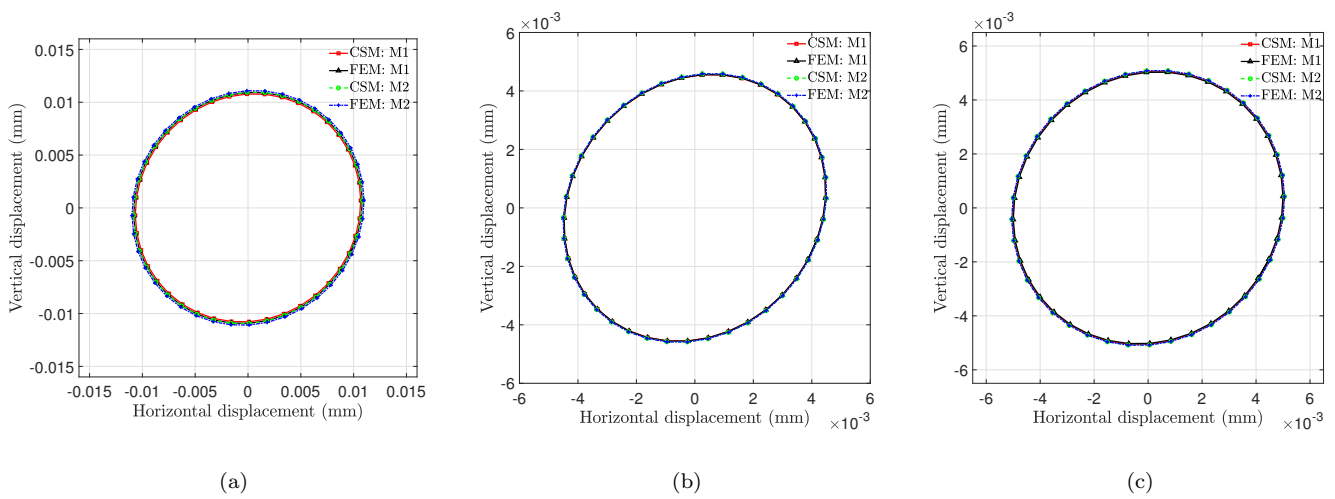 0.015
0.01
0.005
0
-0.005
-0.01
-0.015
Vertical displacement (mm)
CSM: M1
FEM: M1
CSM: M2
FEM: M2
-0.015 -0.01 -0.005 0 0.005 0.01 0.015
Horizontal displacement (mm)
(a)
×10⁻³
6
4
2
0
-2
-4
-6
Vertical displacement (mm)
CSM: M1
FEM: M1
CSM: M2
FEM: M2
-6 -4 -2 0 2 4 6
Horizontal displacement (mm)
×10⁻³
(b)
×10⁻³
6
4
2
0
-2
-4
-6
Vertical displacement (mm)
CSM: M1
FEM: M1
CSM: M2
FEM: M2
-6 -4 -2 0 2 4 6
Horizontal displacement (mm)
×10⁻³
(c)